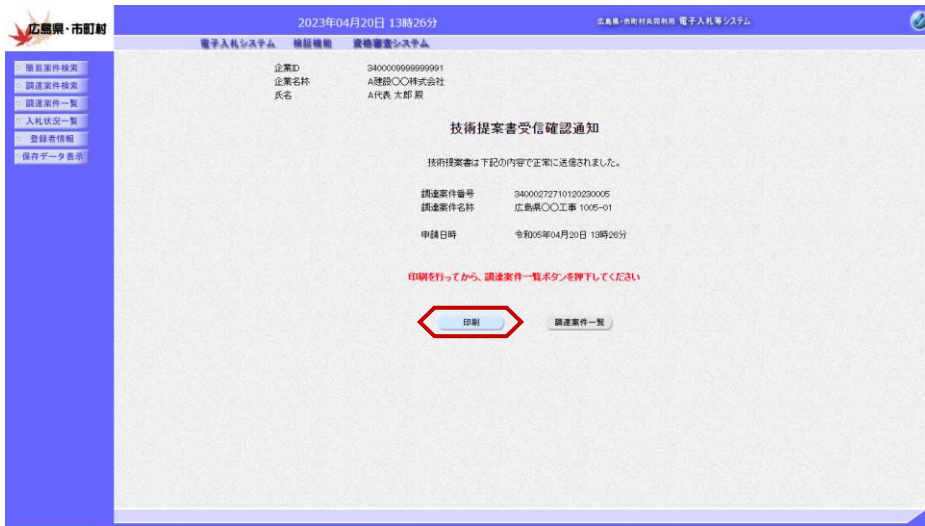 広島県・市町村
2023年04月20日 13時26分
広島県・市町村共同利用 電子入札等システム
電子入札システム 検証機能 資格審査システム
簡易案件検索
調達案件検索
調達案件一覧
入札状況一覧
登録者情報
保存データ表示
企業ID 3400009999999991
企業名称 A建設〇〇株式会社
氏名 A代表 太郎 殿
技術提案書受信確認通知
技術提案書は下記の内容で正常に送信されました。
調達案件番号 34000272710120230005
調達案件名称 広島県〇〇工事 1005-01
申請日時 令和05年04月20日 13時26分
印刷を行ってから、調達案件一覧ボタンを押下してください
印刷 調達案件一覧